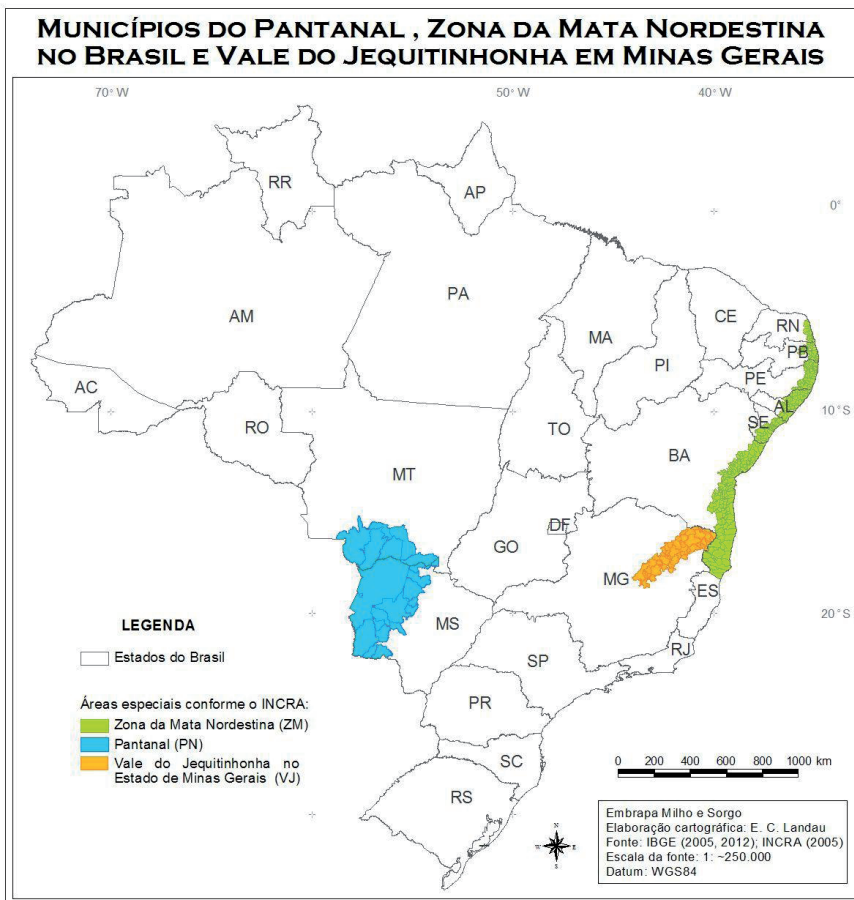 MUNICÍPIOS DO PANTANAL , ZONA DA MATA NORDESTINA
NO BRASIL E VALE DO JEQUITINHONHA EM MINAS GERAIS
70° W
50° W
40° W
RR
AP
0°
AM
PA
MA
CE
RN
PB
PI
PE
AC
AL
10° S
RO
TO
SE
BA
MT
DF
GO
MG
ES
20° S
MS
SP
RJ
PR
SC
RS
LEGENDA
Estados do Brasil
Áreas especiais conforme o INCRA:
Zona da Mata Nordestina (ZM)
Pantanal (PN)
Vale do Jequitinhonha no
Estado de Minas Gerais (VJ)
0 200 400 600 800 1000 km
N
W E
S
Embrapa Milho e Sorgo
Elaboração cartográfica: E. C. Landau
Fonte: IBGE (2005, 2012); INCRA (2005)
Escala da fonte: 1: ~250.000
Datum: WGS84